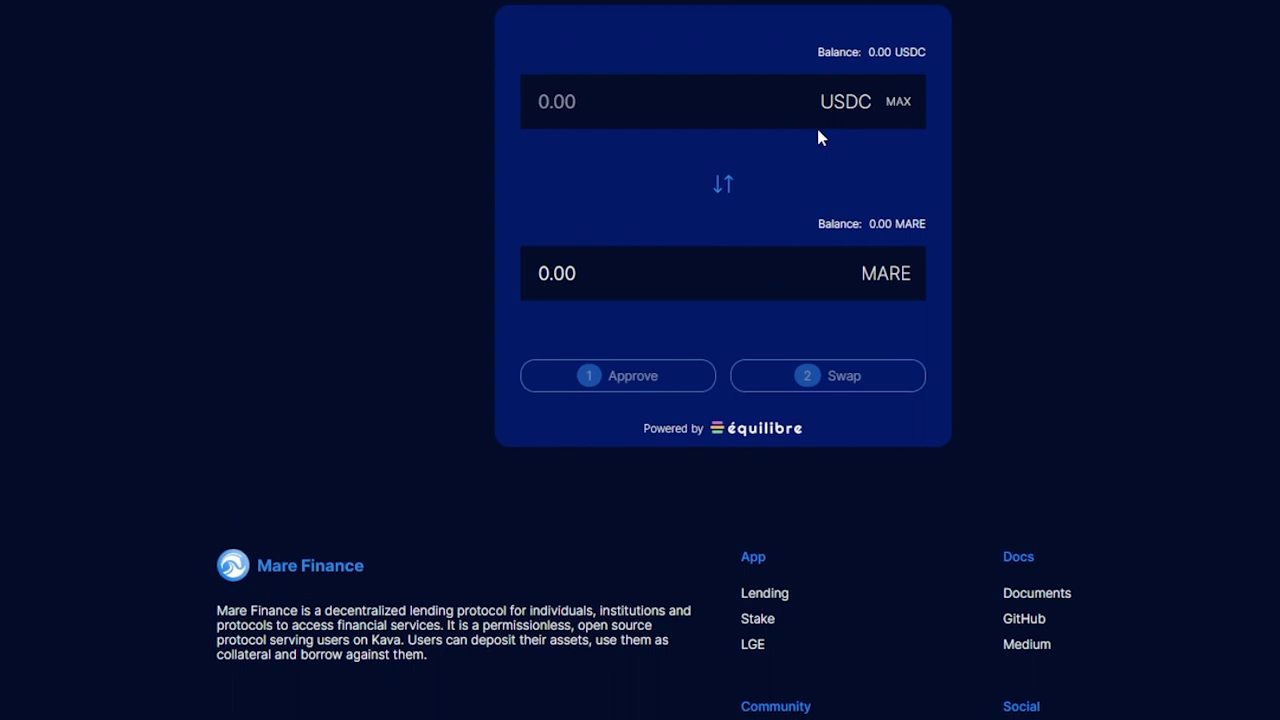 Balance: 0.00 USDC
0.00 USDC MAX
Balance: 0.00 MARE
0.00 MARE
1 Approve 2 Swap
Powered by équilibre
Mare Finance
Mare Finance is a decentralized lending protocol for individuals, institutions and
protocols to access financial services. It is a permissionless, open source
protocol serving users on Kava. Users can deposit their assets, use them as
collateral and borrow against them.
App
Lending
Stake
LGE
Docs
Documents
GitHub
Medium
Community
Social